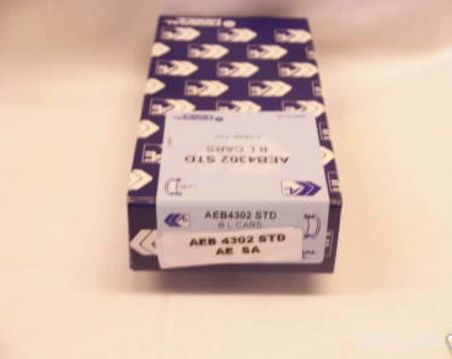 AEB4302 STD
B L CARS
AEB4302 STD
B L CARS
AEB 4302 STD
AE SA